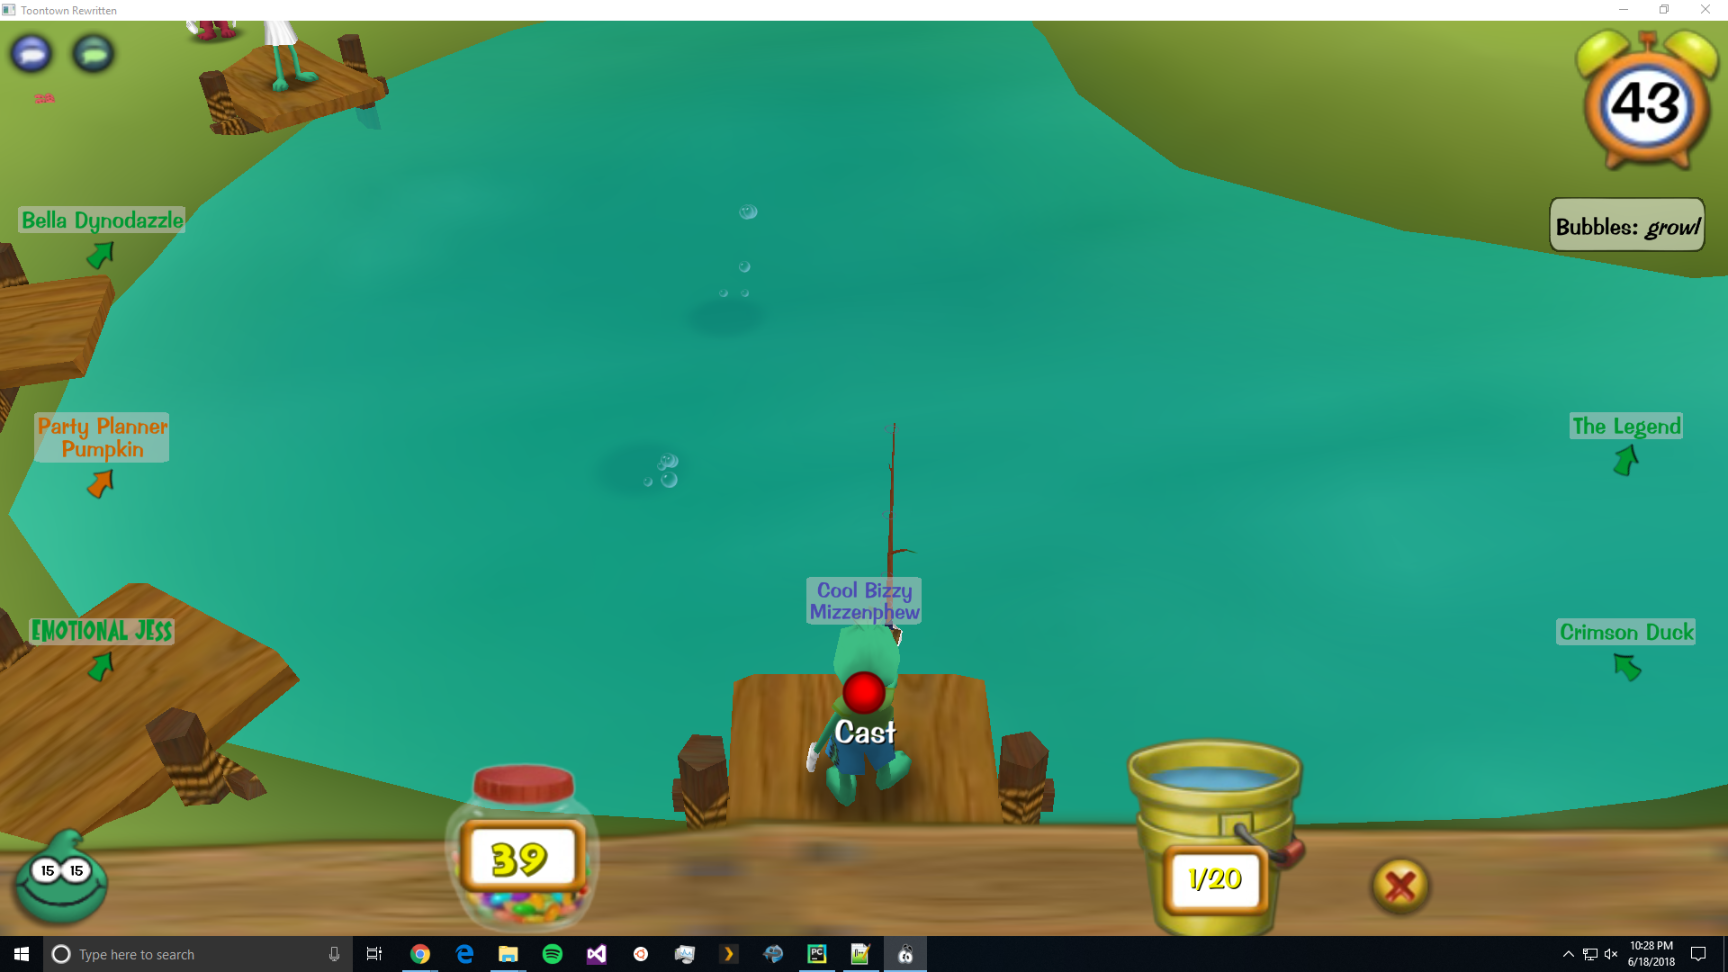 Toontown Rewritten
43
Bella Dynodazzle
Bubbles: growl
Party Planner
Pumpkin
The Legend
Cool Bizzy
Mizzenphew
EMOTIONAL JESS
Crimson Duck
Cast
39
15 15
1/20
Type here to search
PC
10:28 PM
6/18/2018